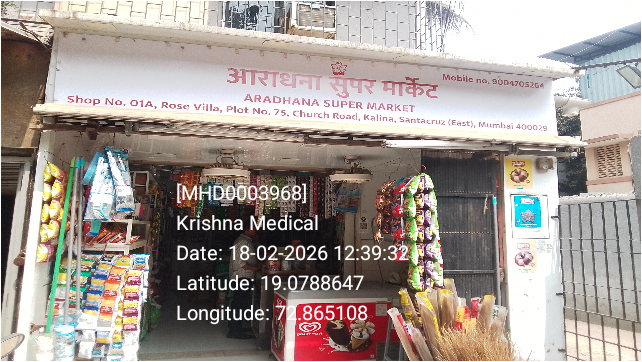 आराधना सुपर मार्केट
Mobile no. 9004705264
ARADHANA SUPER MARKET
Shop No. 01A, Rose Villa, Plot No. 75, Church Road, Kalina, Santacruz (East), Mumbai 400029
[MHD0003968]
Krishna Medical
Date: 18-02-2026 12:39:32
Latitude: 19.0788647
Longitude: 72.865108